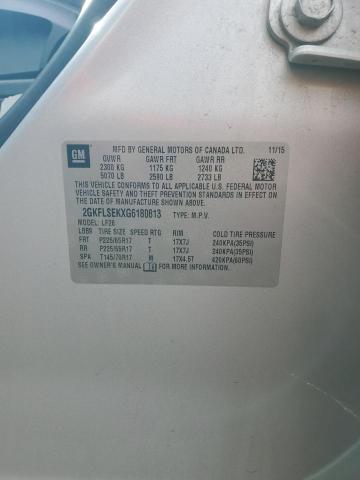 GM
MFD BY GENERAL MOTORS OF CANADA LTD. 11/15
GVWR GAWR FRT GAWR RR
2300 KG 1175 KG 1240 KG
5070 LB 2590 LB 2733 LB
THIS VEHICLE CONFORMS TO ALL APPLICABLE U.S. FEDERAL MOTOR
VEHICLE SAFETY AND THEFT PREVENTION STANDARDS IN EFFECT ON
THE DATE OF MANUFACTURE SHOWN ABOVE.
2GKFLSEKXG6180813 TYPE: M.P.V.
MODEL: LF26
LBB9 TIRE SIZE SPEED RTG RIM COLD TIRE PRESSURE
FRT P225/65R17 T 17X7J 240KPA(35PSI)
RR P225/65R17 T 17X7J 240KPA(35PSI)
SPA T145/70R17 M 17X4.5T 420KPA(60PSI)
SEE OWNER'S MANUAL FOR ADDITIONAL INFORMATION.